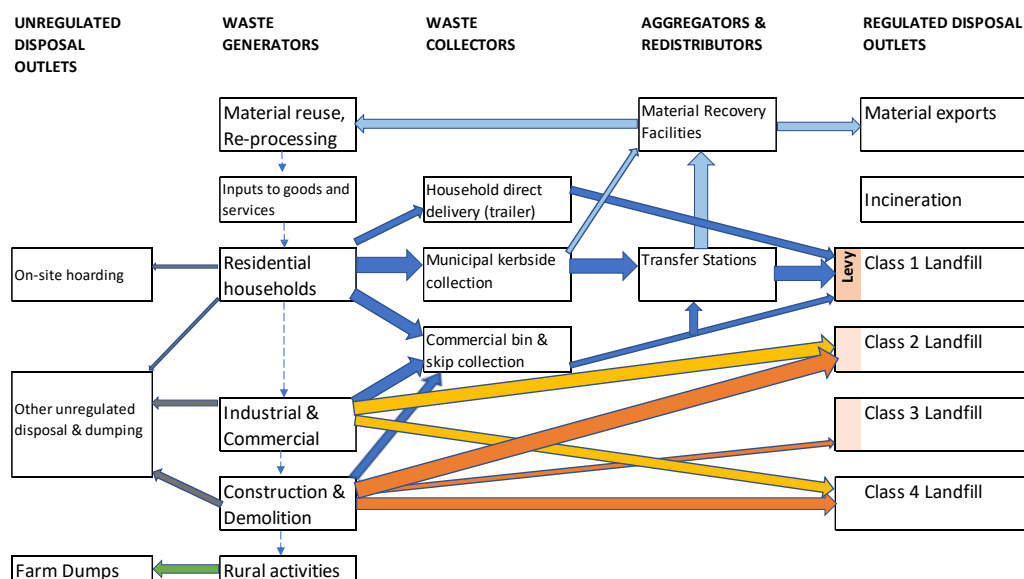 UNREGULATED
DISPOSAL
OUTLETS
WASTE
GENERATORS
WASTE
COLLECTORS
AGGREGATORS &
REDISTRIBUTORS
REGULATED DISPOSAL
OUTLETS
Material reuse,
Re-processing
Material Recovery
Facilities
Material exports
Inputs to goods and
services
Household direct
delivery (trailer)
Incineration
On-site hoarding
Residential
households
Municipal kerbside
collection
Transfer Stations
Levy
Class 1 Landfill
Commercial bin &
skip collection
Class 2 Landfill
Other unregulated
disposal & dumping
Industrial &
Commercial
Class 3 Landfill
Construction &
Demolition
Class 4 Landfill
Farm Dumps
Rural activities